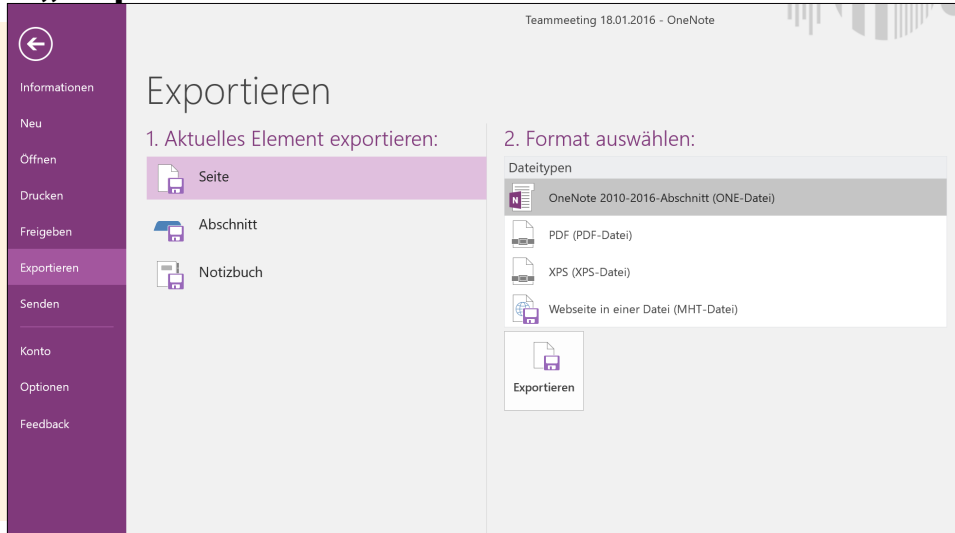 Teammeeting 18.01.2016 - OneNote
Informationen
Neu
Öffnen
Drucken
Freigeben
Exportieren
Senden
Konto
Optionen
Feedback
Exportieren
1. Aktuelles Element exportieren:
Seite
Abschnitt
Notizbuch
2. Format auswählen:
Dateitypen
OneNote 2010-2016-Abschnitt (ONE-Datei)
PDF (PDF-Datei)
XPS (XPS-Datei)
Webseite in einer Datei (MHT-Datei)
Exportieren